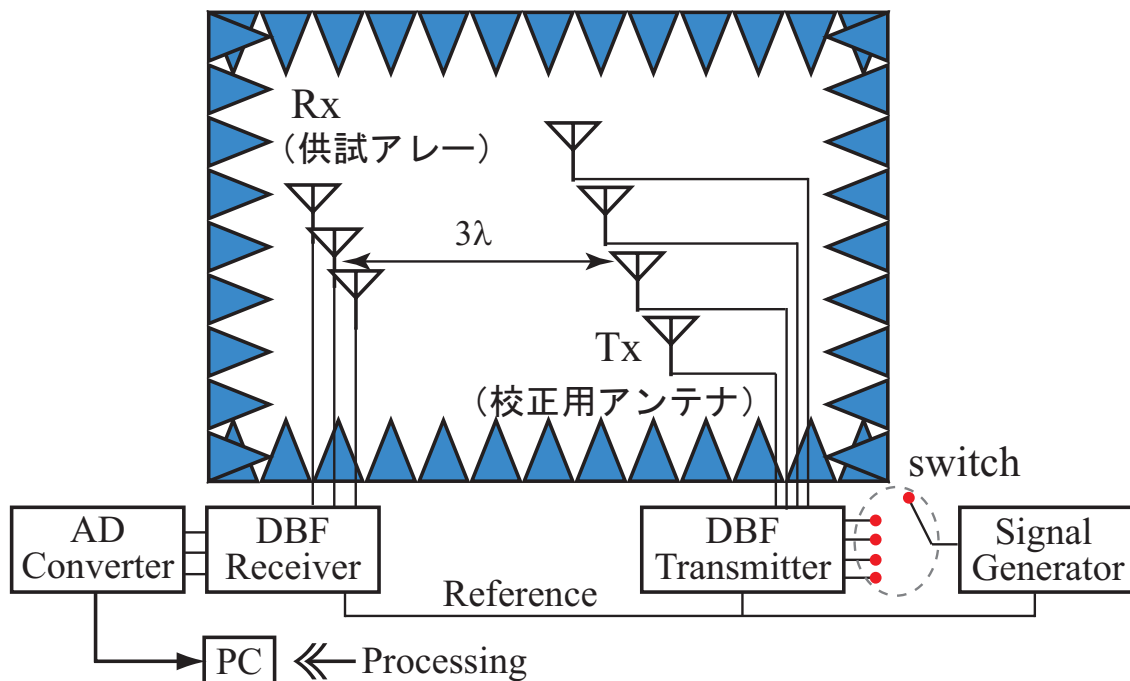 Rx
（供試アレー）
3λ
Tx
（校正用アンテナ）
switch
AD
Converter
DBF
Receiver
DBF
Transmitter
Signal
Generator
Reference
PC
Processing